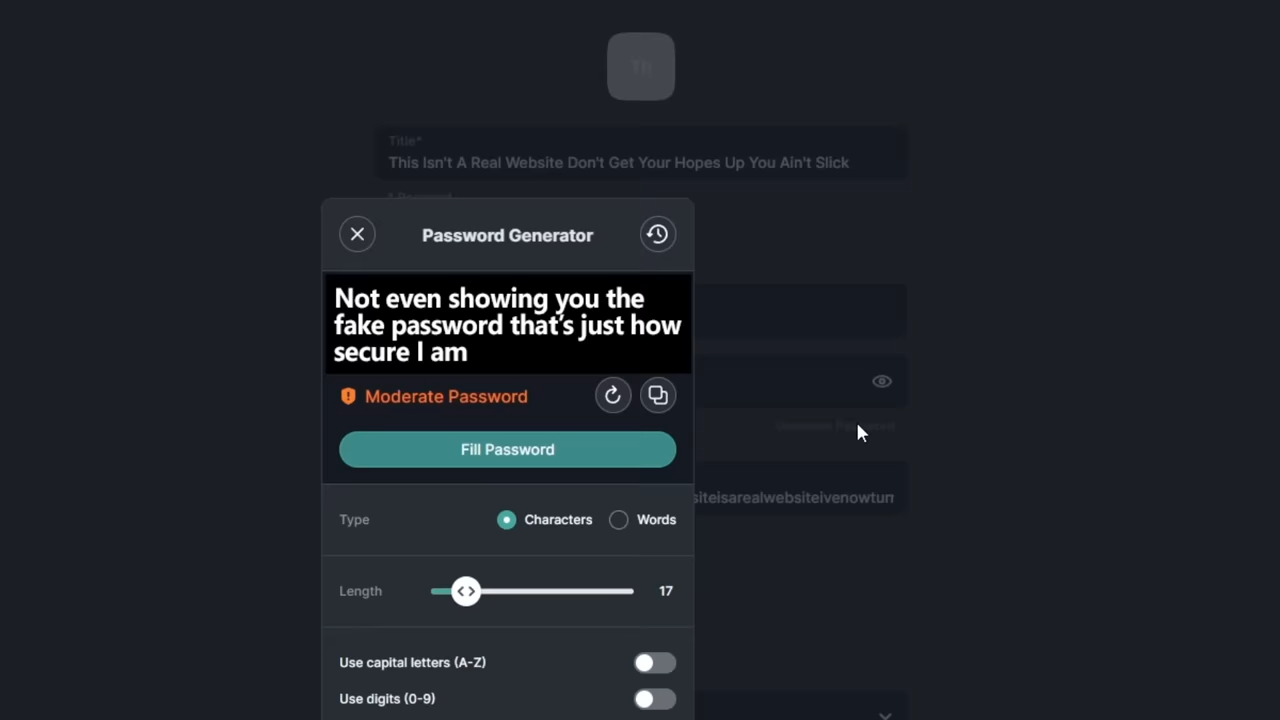 Title*
This Isn't A Real Website Don't Get Your Hopes Up You Ain't Slick
Password Generator
Not even showing you the
fake password that's just how
secure I am
Moderate Password
Fill Password
siteisarealwebsiteivenowturr
Type
Characters
Words
Length
17
Use capital letters (A-Z)
Use digits (0-9)